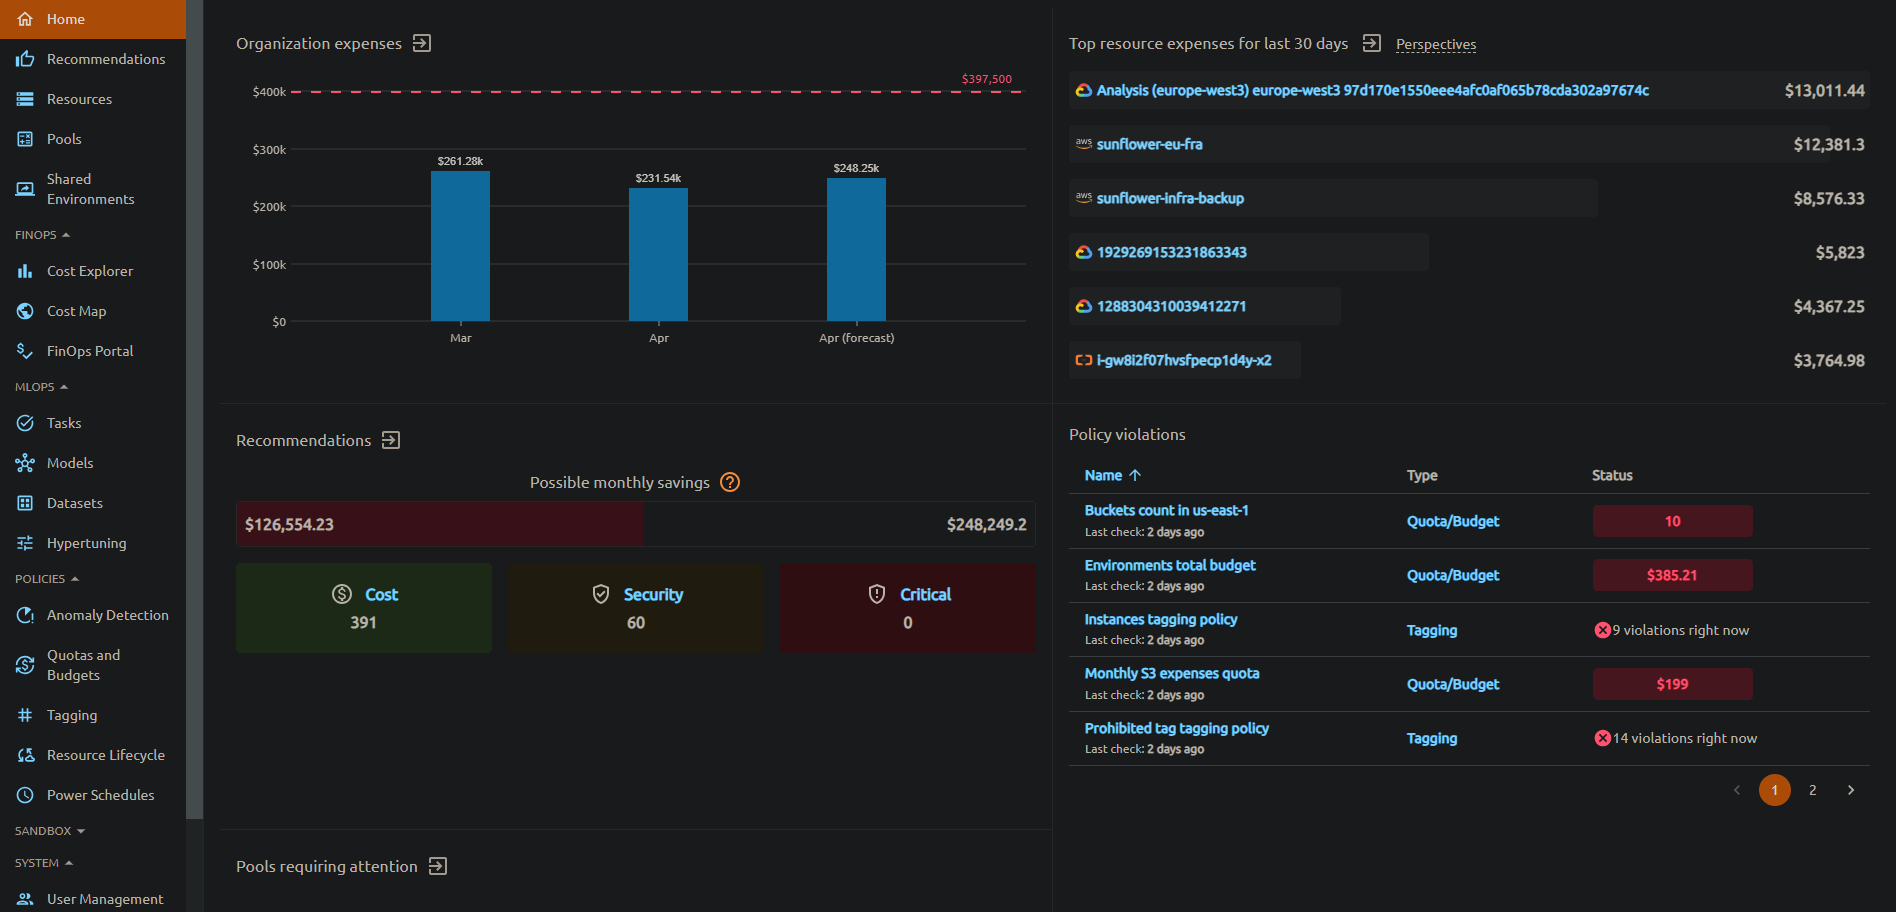 Home
Recommendations
Resources
Pools
Shared
Environments
FINOPS
Cost Explorer
Cost Map
FinOps Portal
MLOPS
Tasks
Models
Datasets
Hypertuning
POLICIES
Anomaly Detection
Quotas and
Budgets
Tagging
Resource Lifecycle
Power Schedules
SANDBOX
SYSTEM
User Management
Organization expenses
$397,500
$400k
$300k
$200k
$100k
$0
$261.28k
$231.54k
$248.25k
Mar
Apr
Apr (forecast)
Top resource expenses for last 30 days Perspectives
Analysis (europe-west3) europe-west3 97d170e1550eee4afc0af065b78cda302a97674c $13,011.44
aws sunflower-eu-fra $12,381.3
aws sunflower-infra-backup $8,576.33
1929269153231863343 $5,823
1288304310039412271 $4,367.25
i-gw8i2f07hvsfpecp1d4y-x2 $3,764.98
Recommendations
Possible monthly savings
$126,554.23 $248,249.2
Cost
391
Security
60
Critical
0
Policy violations
Name Type Status
Buckets count in us-east-1
Last check: 2 days ago
Quota/Budget
10
Environments total budget
Last check: 2 days ago
Quota/Budget
$385.21
Instances tagging policy
Last check: 2 days ago
Tagging
9 violations right now
Monthly S3 expenses quota
Last check: 2 days ago
Quota/Budget
$199
Prohibited tag tagging policy
Last check: 2 days ago
Tagging
14 violations right now
1 2
Pools requiring attention